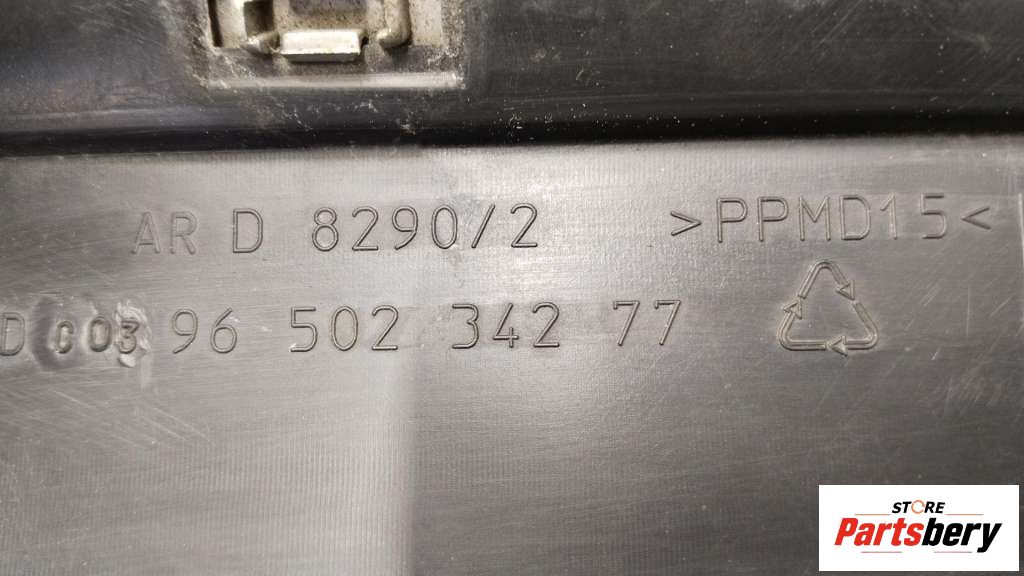 AR D 8290/2 >PPMD15<
D 003 96 502 342 77
STORE
Partsbery